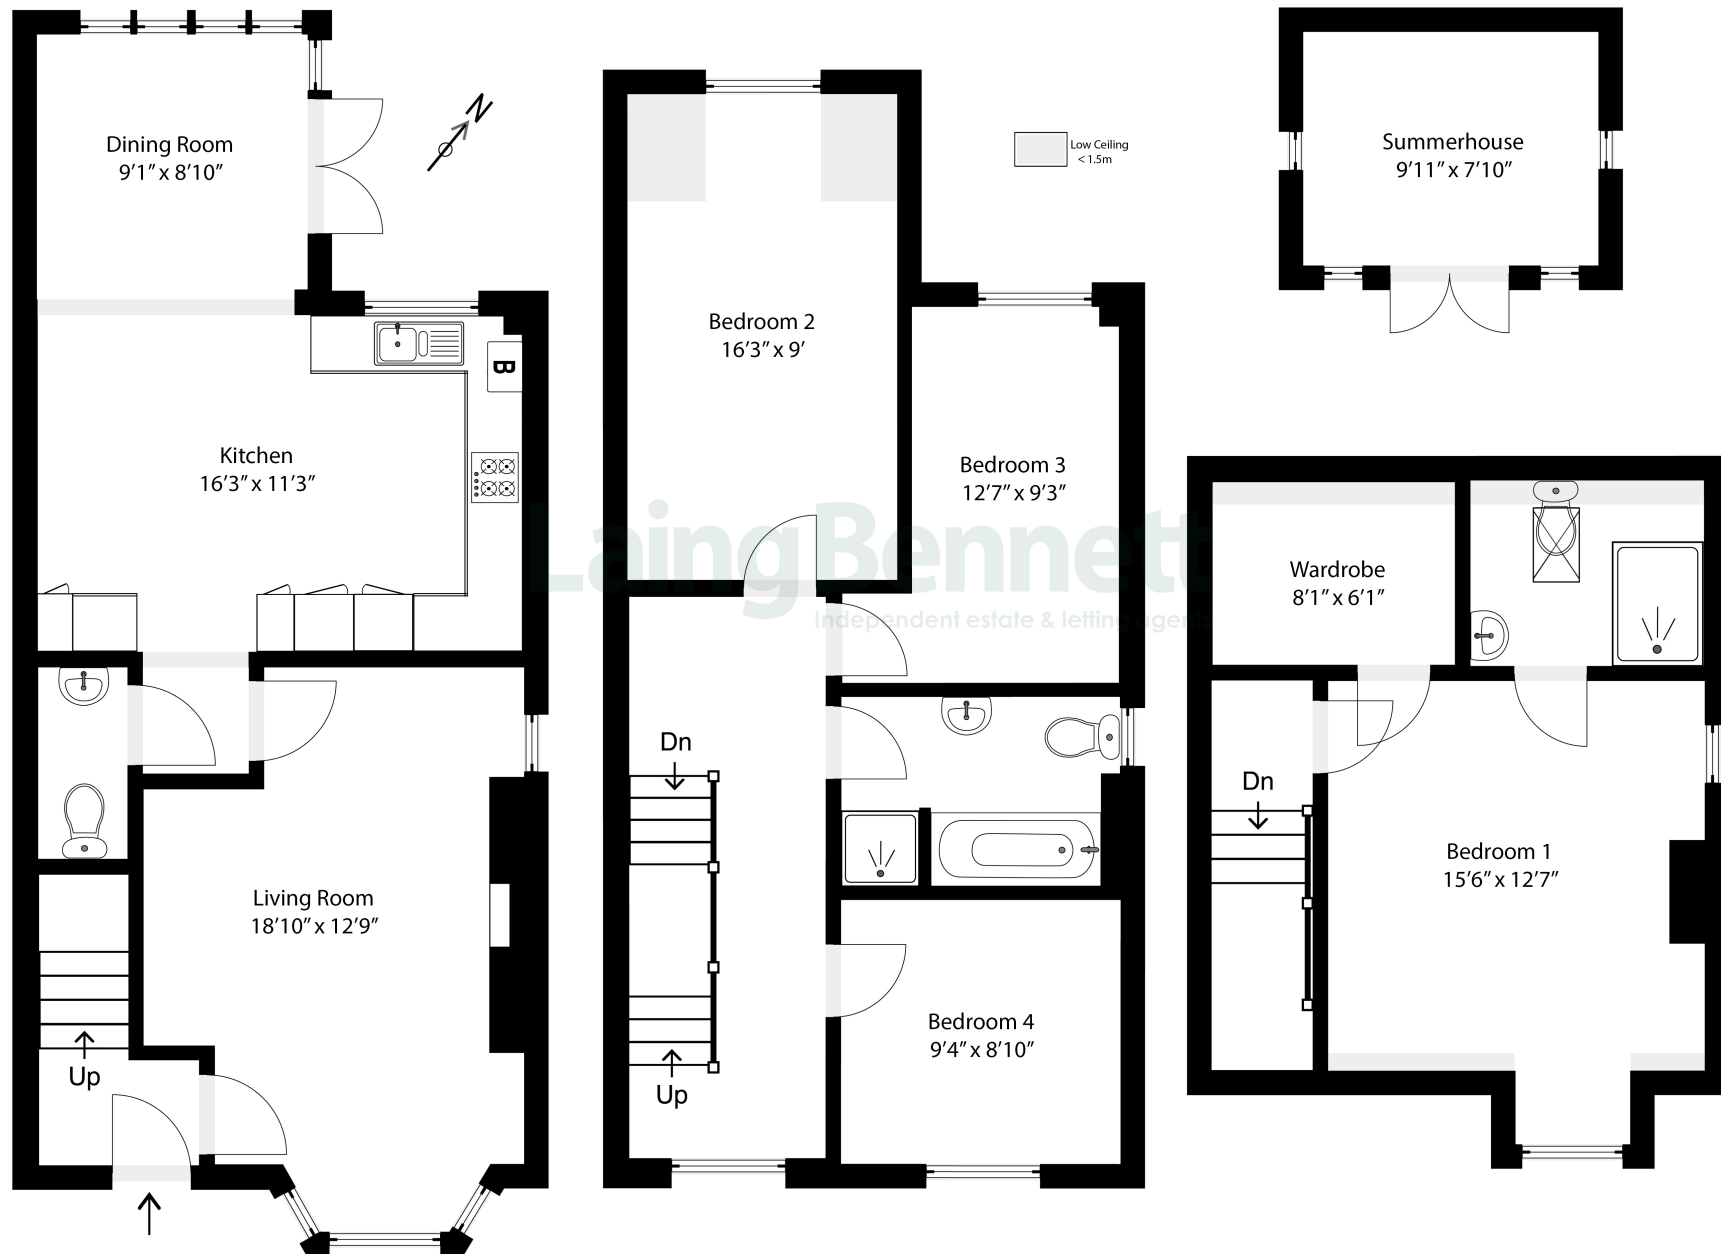 Dining Room
9'1" x 8'10"
N
Kitchen
16'3" x 11'3"
B
Living Room
18'10" x 12'9"
Up
Bedroom 2
16'3" x 9'
Low Ceiling
< 1.5m
Bedroom 3
12'7" x 9'3"
LaingBennett
Independent estate & letting agents
Dn
Up
Bedroom 4
9'4" x 8'10"
Summerhouse
9'11" x 7'10"
Wardrobe
8'1" x 6'1"
Dn
Bedroom 1
15'6" x 12'7"